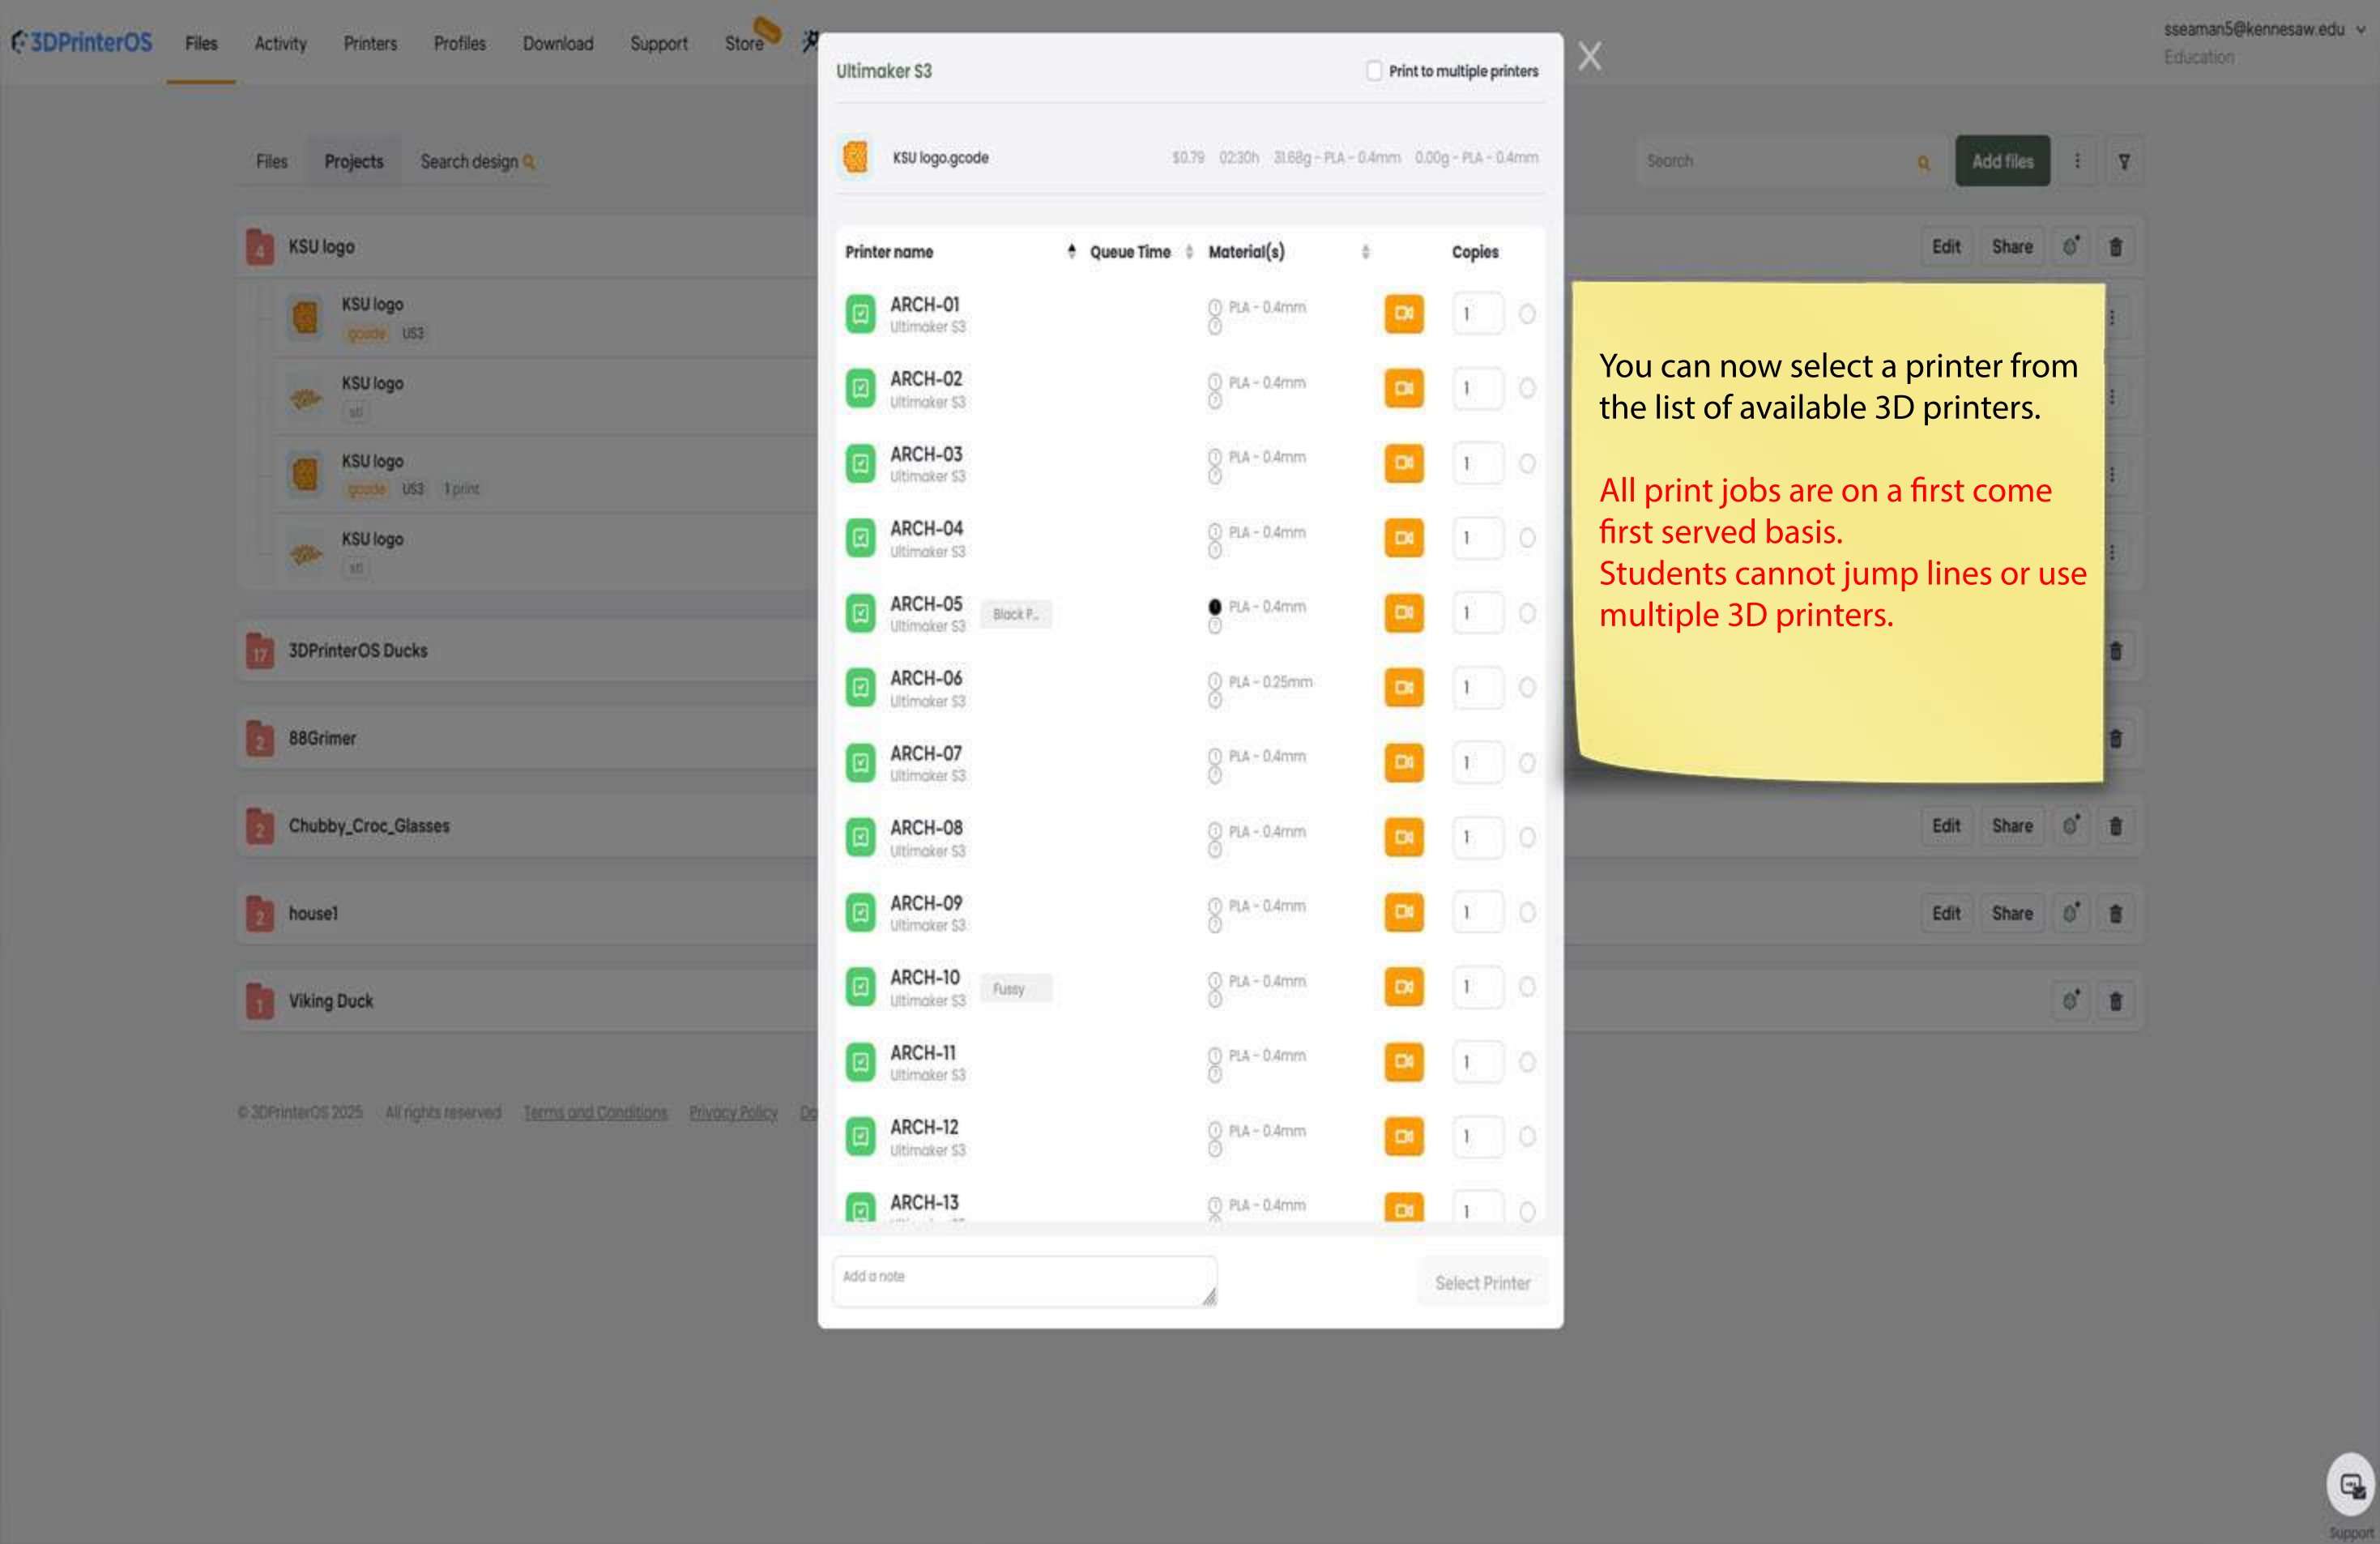 3DPrinterOS Files Activity Printers Profiles Download Support Store
sseaman5@kennesaw.edu
Education
Ultimaker S3 Print to multiple printers
KSU logo.gcode $0.79 02:30h 31.68g - PLA - 0.4mm 0.00g - PLA - 0.4mm
Files Projects Search design Search Add files
Printer name Queue Time Material(s) Copies
4 KSU logo Edit Share
KSU logo
gcode US3
KSU logo
stl
KSU logo
gcode US3 1 print
KSU logo
stl
17 3DPrinterOS Ducks
2 88Grimer
2 Chubby_Croc_Glasses Edit Share
2 house1 Edit Share
1 Viking Duck
© 3DPrinterOS 2025 All rights reserved Terms and Conditions Privacy Policy Da
ARCH-01 PLA - 0.4mm 1
Ultimaker S3
ARCH-02 PLA - 0.4mm 1
Ultimaker S3
ARCH-03 PLA - 0.4mm 1
Ultimaker S3
ARCH-04 PLA - 0.4mm 1
Ultimaker S3
ARCH-05 Black P... PLA - 0.4mm 1
Ultimaker S3
ARCH-06 PLA - 0.25mm 1
Ultimaker S3
ARCH-07 PLA - 0.4mm 1
Ultimaker S3
ARCH-08 PLA - 0.4mm 1
Ultimaker S3
ARCH-09 PLA - 0.4mm 1
Ultimaker S3
ARCH-10 Fussy PLA - 0.4mm 1
Ultimaker S3
ARCH-11 PLA - 0.4mm 1
Ultimaker S3
ARCH-12 PLA - 0.4mm 1
Ultimaker S3
ARCH-13 PLA - 0.4mm 1
Add a note Select Printer
You can now select a printer from
the list of available 3D printers.
All print jobs are on a first come
first served basis.
Students cannot jump lines or use
multiple 3D printers.
Support